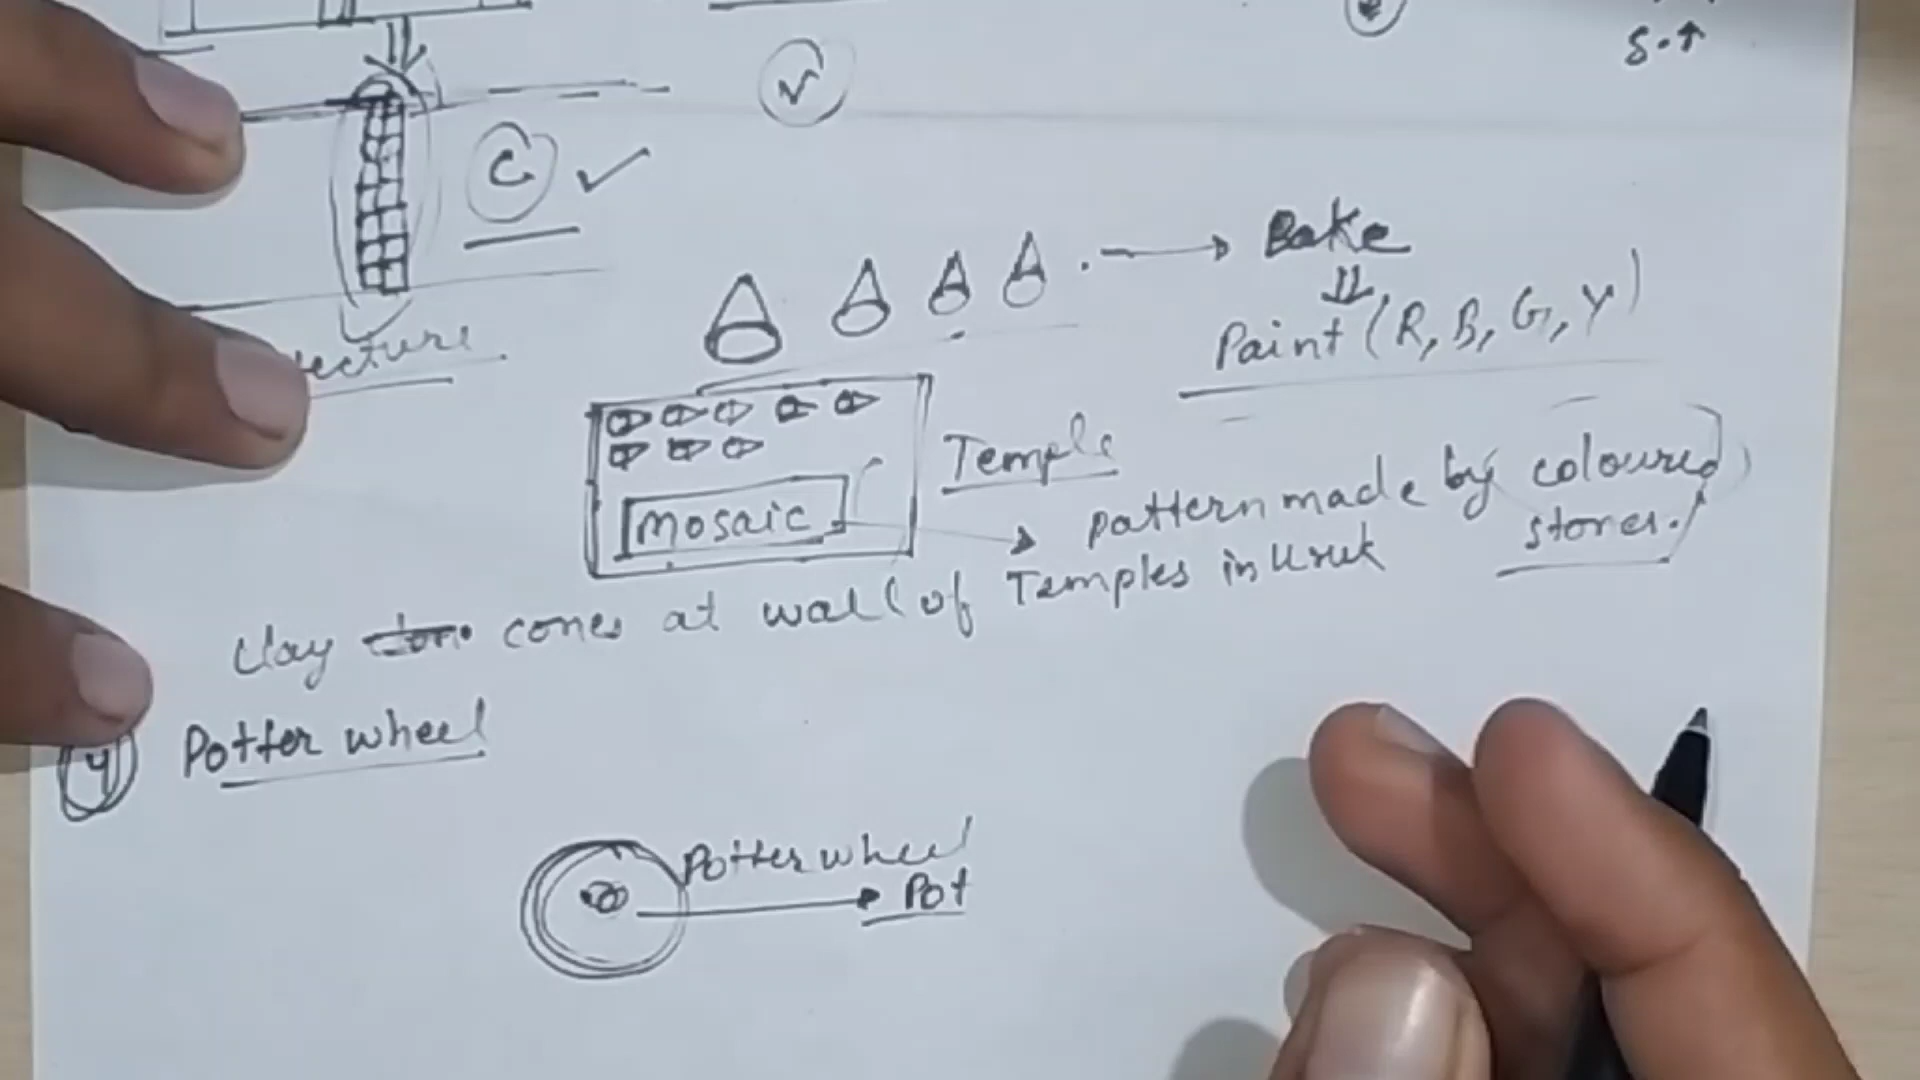 S.↑
C
Bake
Paint (R, B, G, Y)
Temple
Mosaic
pattern made by coloured
stones.
Clay cones at wall of Temples in Uruk
4 Potter wheel
Potter wheel
Pot